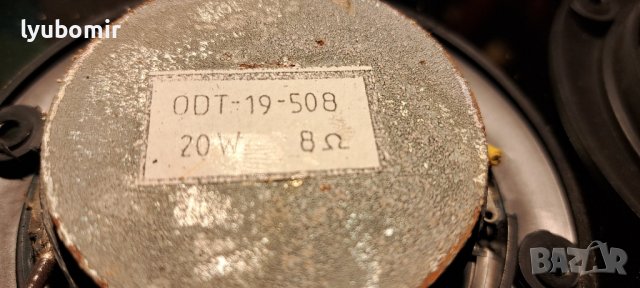 lyubomir
ODT-19-508
20W 8Ω
BAZAR